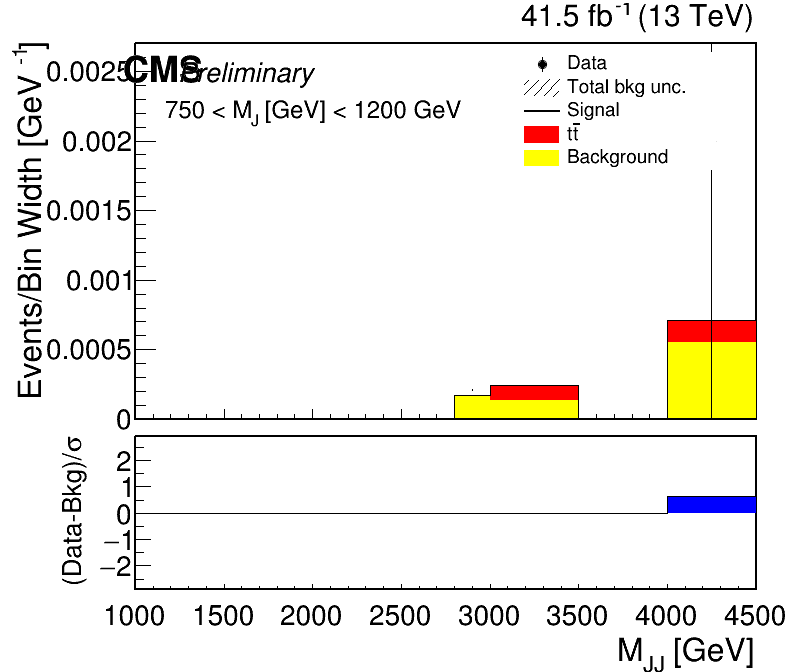 41.5 fb⁻¹ (13 TeV)
CMS Preliminary
750 < M_J [GeV] < 1200 GeV
Data
Total bkg unc.
Signal
tt̄
Background
Events/Bin Width [GeV⁻¹]
0.0025
0.002
0.0015
0.001
0.0005
0
(Data-Bkg)/σ
2
1
0
−1
−2
1000 1500 2000 2500 3000 3500 4000 4500
M_JJ [GeV]